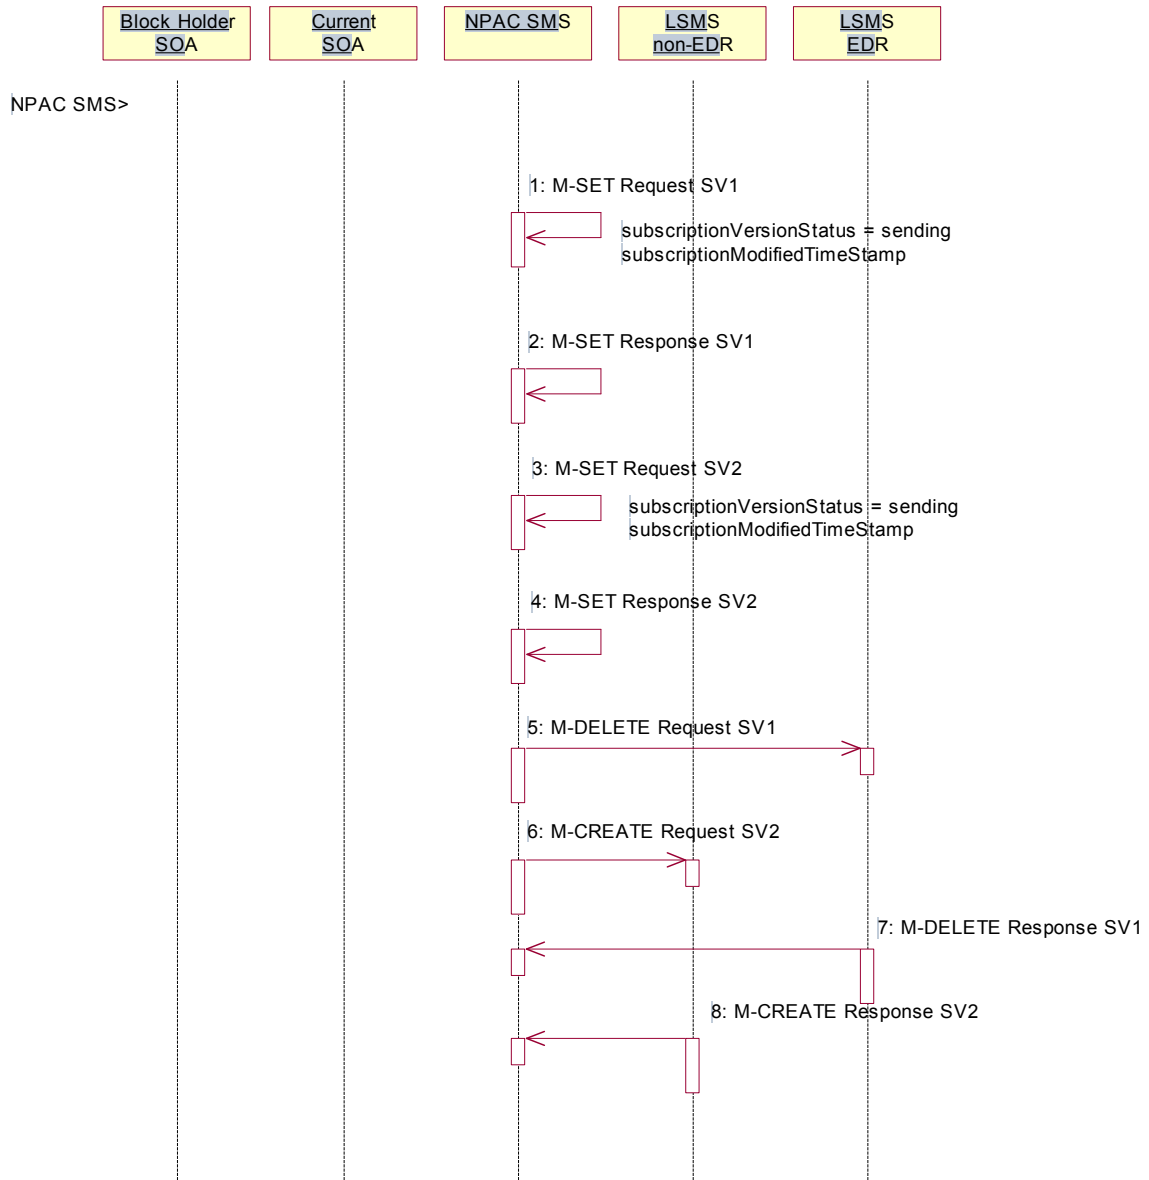 Block Holder
SOA
Current
SOA
NPAC SMS
LSMS
non-EDR
LSMS
EDR
NPAC SMS>
1: M-SET Request SV1
subscriptionVersionStatus = sending
subscriptionModifiedTimeStamp
2: M-SET Response SV1
3: M-SET Request SV2
subscriptionVersionStatus = sending
subscriptionModifiedTimeStamp
4: M-SET Response SV2
5: M-DELETE Request SV1
6: M-CREATE Request SV2
7: M-DELETE Response SV1
8: M-CREATE Response SV2